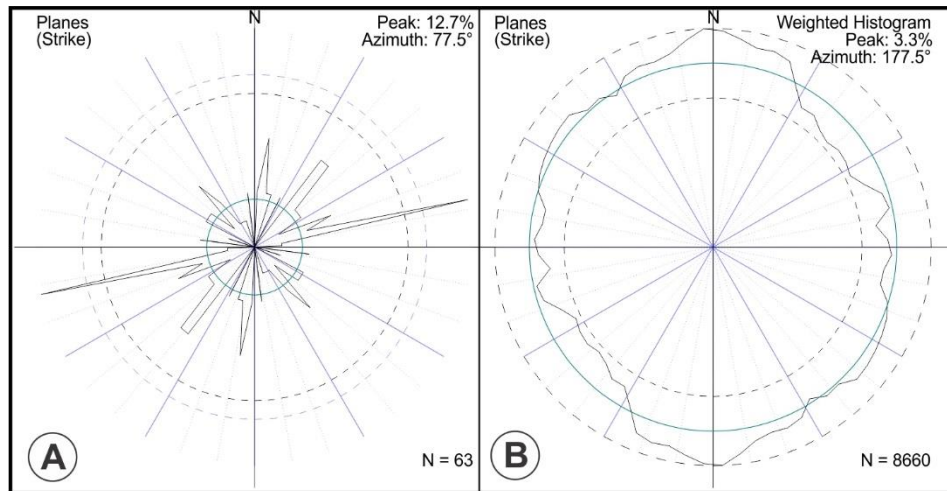 Planes
(Strike)
N
Peak: 12.7%
Azimuth: 77.5°
A
N = 63
Planes
(Strike)
N
Weighted Histogram
Peak: 3.3%
Azimuth: 177.5°
B
N = 8660